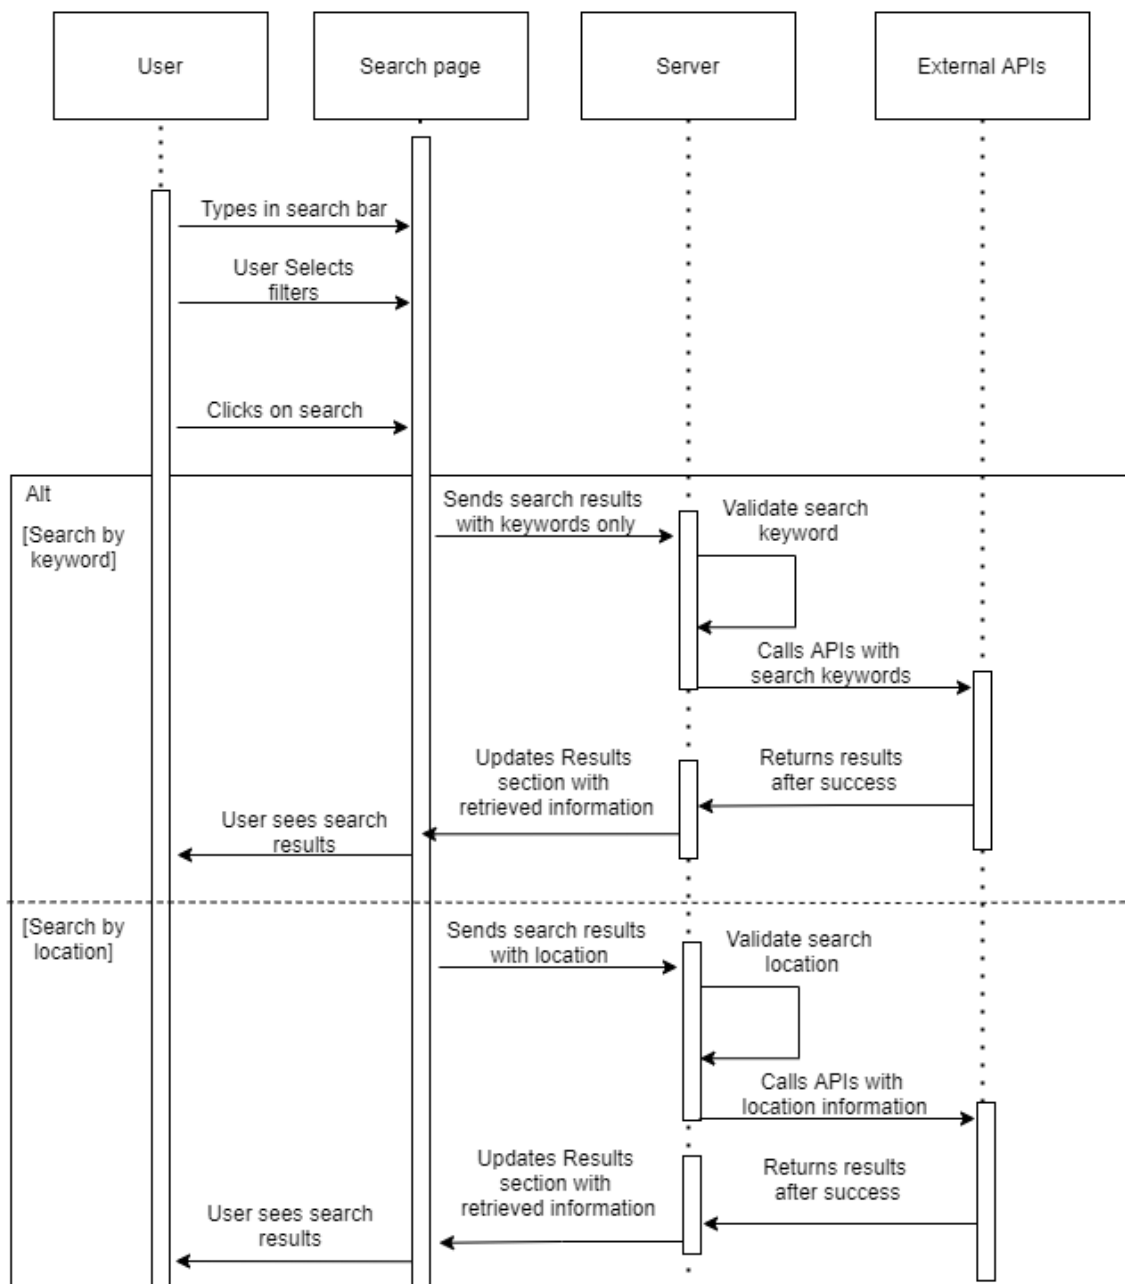 User
Search page
Server
External APIs
Types in search bar
User Selects
filters
Clicks on search
Alt
[Search by
keyword]
Sends search results
with keywords only
Validate search
keyword
Calls APIs with
search keywords
Returns results
after success
Updates Results
section with
retrieved information
User sees search
results
[Search by
location]
Sends search results
with location
Validate search
location
Calls APIs with
location information
Returns results
after success
Updates Results
section with
retrieved information
User sees search
results